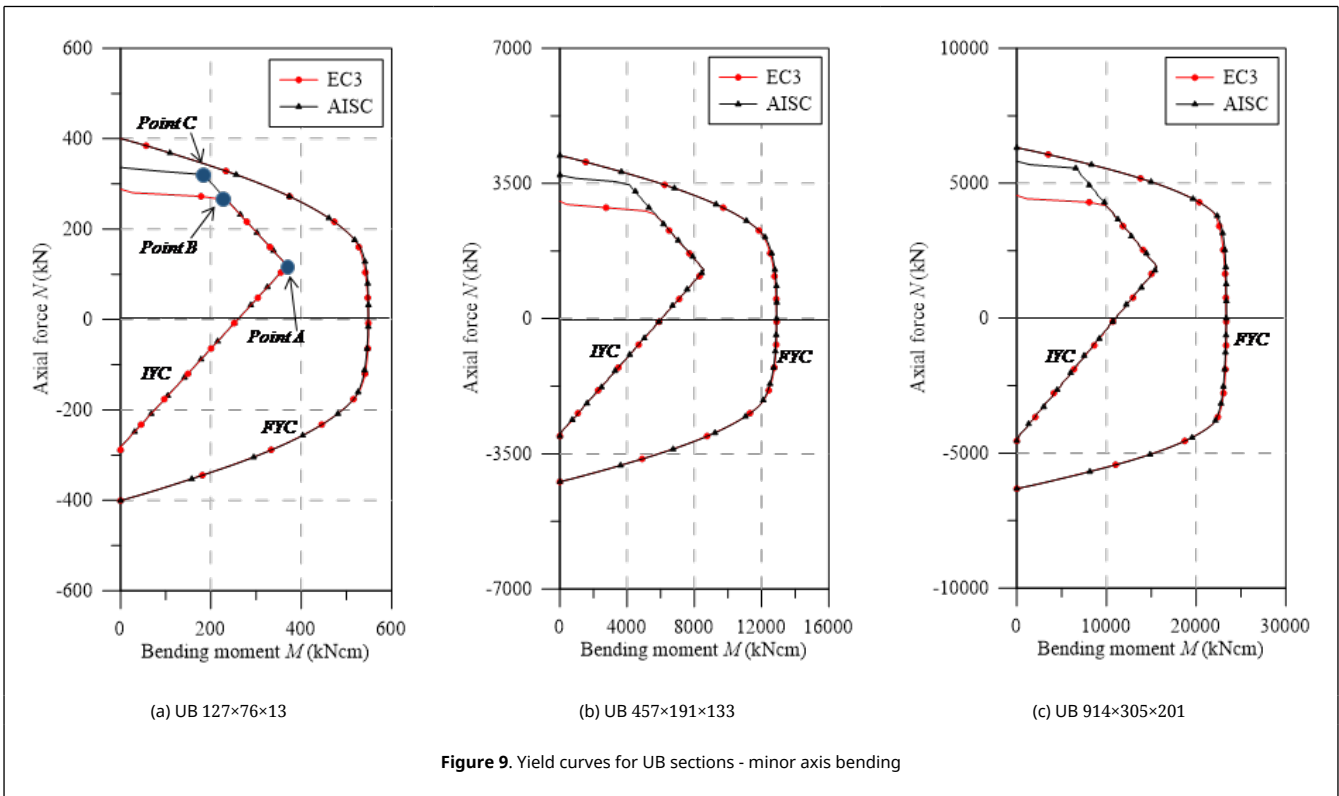 600
400
200
0
-200
-400
-600
Axial force N (kN)
EC3
AISC
Point C
Point B
Point A
IYC
FYC
0 200 400 600
Bending moment M (kNcm)
(a) UB 127×76×13
7000
3500
0
-3500
-7000
Axial force N (kN)
EC3
AISC
IYC
FYC
0 4000 8000 12000 16000
Bending moment M (kNcm)
(b) UB 457×191×133
10000
5000
0
-5000
-10000
Axial force N (kN)
EC3
AISC
IYC
FYC
0 10000 20000 30000
Bending moment M (kNcm)
(c) UB 914×305×201
Figure 9. Yield curves for UB sections - minor axis bending